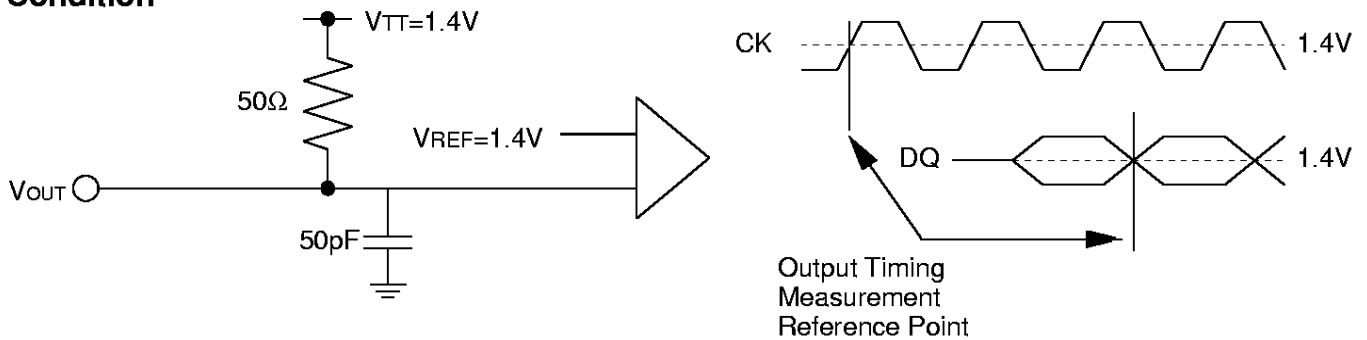 Condition
VTT=1.4V
50Ω
VREF=1.4V
VOUT
50pF
CK
1.4V
DQ
1.4V
Output Timing
Measurement
Reference Point